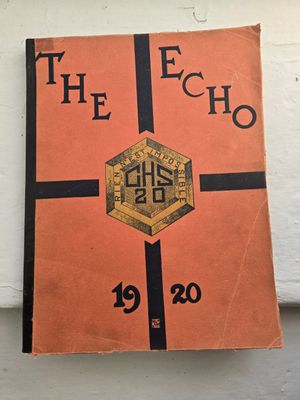 THE ECHO
RIEN N'EST IMPOSSIBLE
CHS
20
1920